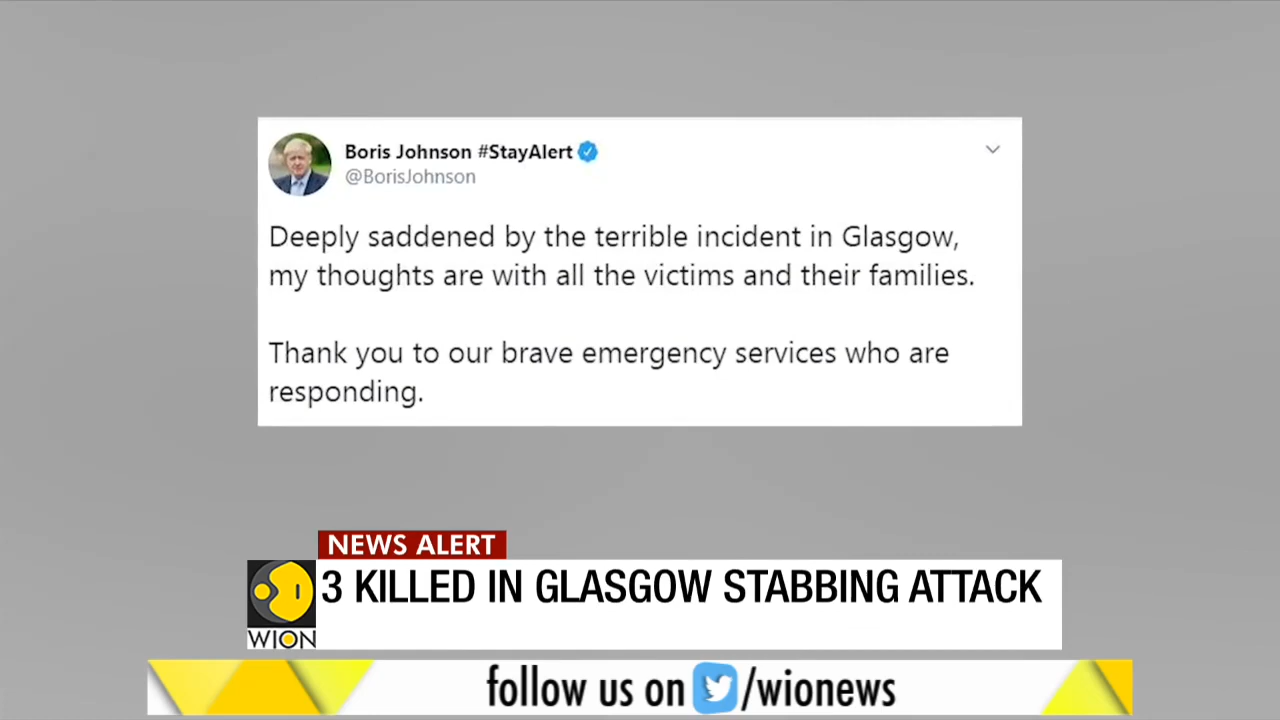 Boris Johnson #StayAlert
@BorisJohnson
Deeply saddened by the terrible incident in Glasgow,
my thoughts are with all the victims and their families.
Thank you to our brave emergency services who are
responding.
NEWS ALERT
3 KILLED IN GLASGOW STABBING ATTACK
WION
follow us on /wionews